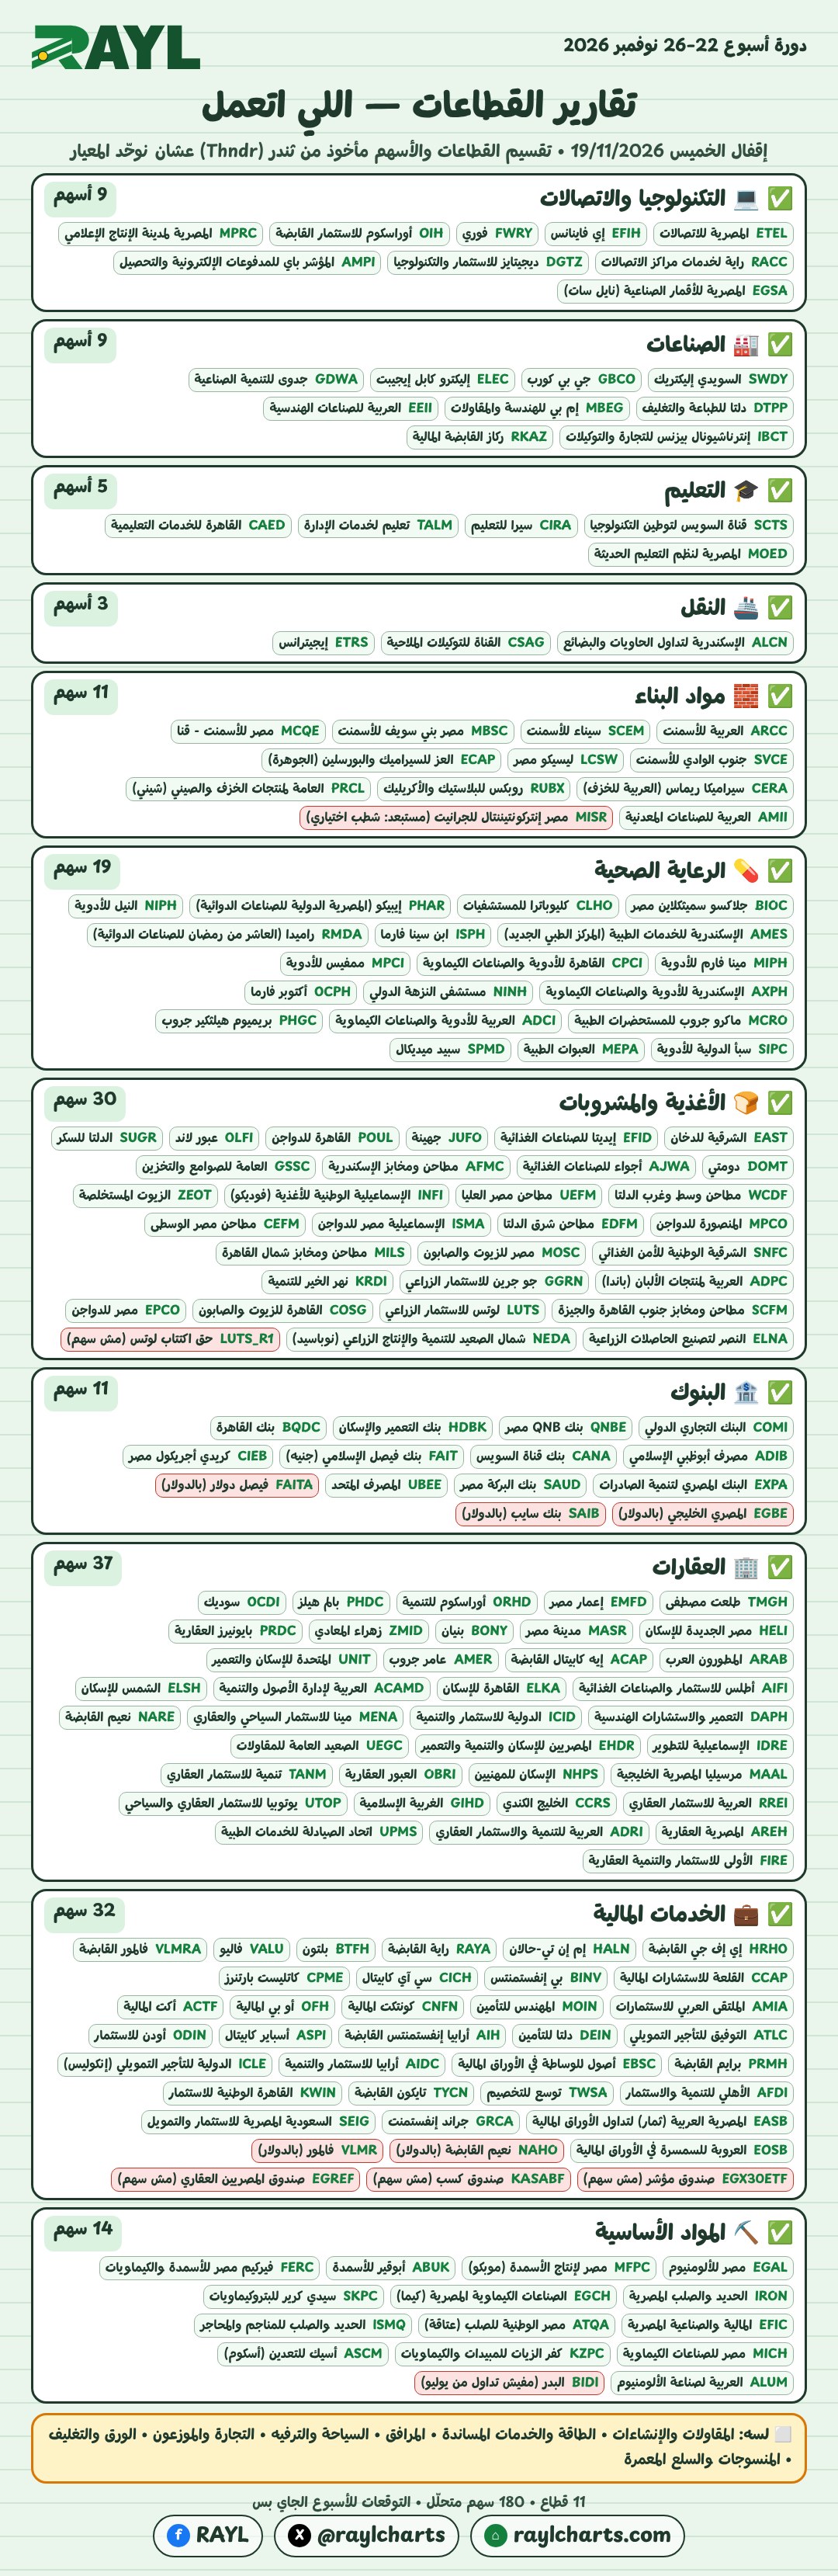 RAYL
دورة أسبوع 22-26 نوفمبر 2026
تقارير القطاعات — اللي اتعمل
إقفال الخميس 19/11/2026 • تقسيم القطاعات والأسهم مأخوذ من ثندر (Thndr) عشان نوحّد المعيار
✅ 💻 التكنولوجيا والاتصالات 9 أسهم
ETEL المصرية للاتصالات EFIH إي فاينانس FWRY فوري OIH أوراسكوم للاستثمار القابضة MPRC المصرية لمدينة الإنتاج الإعلامي
RACC راية لخدمات مراكز الاتصالات DGTZ ديجيتايز للاستثمار والتكنولوجيا AMPI المؤشر باي للمدفوعات الإلكترونية والتحصيل
EGSA المصرية للأقمار الصناعية (نايل سات)
✅ 🏭 الصناعات 9 أسهم
SWDY السويدي إليكتريك GBCO جي بي كورب ELEC إليكترو كابل إيجيبت GDWA جدوى للتنمية الصناعية
DTPP دلتا للطباعة والتغليف MBEG إم بي للهندسة والمقاولات EEII العربية للصناعات الهندسية
IBCT إنترناشيونال بيزنس للتجارة والتوكيلات RKAZ ركاز القابضة المالية
✅ 🎓 التعليم 5 أسهم
SCTS قناة السويس لتوطين التكنولوجيا CIRA سيرا للتعليم TALM تعليم لخدمات الإدارة CAED القاهرة للخدمات التعليمية
MOED المصرية لنظم التعليم الحديثة
✅ 🚢 النقل 3 أسهم
ALCN الإسكندرية لتداول الحاويات والبضائع CSAG القناة للتوكيلات الملاحية ETRS إيجيترانس
✅ 🧱 مواد البناء 11 سهم
ARCC العربية للأسمنت SCEM سيناء للأسمنت MBSC مصر بني سويف للأسمنت MCQE مصر للأسمنت - قنا
SVCE جنوب الوادي للأسمنت LCSW ليسيكو مصر ECAP العز للسيراميك والبورسلين (الجوهرة)
CERA سيراميكا ريماس (العربية للخزف) RUBX روبكس للبلاستيك والأكريليك PRCL العامة لمنتجات الخزف والصيني (شيني)
AMII العربية للصناعات المعدنية MISR مصر إنتركونتيننتال للجرانيت (مستبعد: شطب اختياري)
✅ 💊 الرعاية الصحية 19 سهم
BIOC جلاكسو سميثكلاين مصر CLHO كليوباترا للمستشفيات PHAR إيبيكو (المصرية الدولية للصناعات الدوائية) NIPH النيل للأدوية
AMES الإسكندرية للخدمات الطبية (المركز الطبي الجديد) ISPH ابن سينا فارما RMDA راميدا (العاشر من رمضان للصناعات الدوائية)
MIPH مينا فارم للأدوية CPCI القاهرة للأدوية والصناعات الكيماوية MPCI ممفيس للأدوية
AXPH الإسكندرية للأدوية والصناعات الكيماوية NINH مستشفى النزهة الدولي OCPH أكتوبر فارما
MCRO ماكرو جروب للمستحضرات الطبية ADCI العربية للأدوية والصناعات الكيماوية PHGC بريميوم هيلثكير جروب
SIPC سبأ الدولية للأدوية MEPA العبوات الطبية SPMD سبيد ميديكال
✅ 🍞 الأغذية والمشروبات 30 سهم
EAST الشرقية للدخان EFID إيديتا للصناعات الغذائية JUFO جهينة POUL القاهرة للدواجن OLFI عبور لاند SUGR الدلتا للسكر
DOMT دومتي AJWA أجواء للصناعات الغذائية AFMC مطاحن ومخابز الإسكندرية GSSC العامة للصوامع والتخزين
WCDF مطاحن وسط وغرب الدلتا UEFM مطاحن مصر العليا INFI الإسماعيلية الوطنية للأغذية (فوديكو) ZEOT الزيوت المستخلصة
MPCO المنصورة للدواجن EDFM مطاحن شرق الدلتا ISMA الإسماعيلية مصر للدواجن CEFM مطاحن مصر الوسطى
SNFC الشرقية الوطنية للأمن الغذائي MOSC مصر للزيوت والصابون MILS مطاحن ومخابز شمال القاهرة
ADPC العربية لمنتجات الألبان (باندا) GGRN جو جرين للاستثمار الزراعي KRDI نهر الخير للتنمية
SCFM مطاحن ومخابز جنوب القاهرة والجيزة LUTS لوتس للاستثمار الزراعي COSG القاهرة للزيوت والصابون EPCO مصر للدواجن
ELNA النصر لتصنيع الحاصلات الزراعية NEDA شمال الصعيد للتنمية والإنتاج الزراعي (نوباسيد) LUTS_R1 حق اكتتاب لوتس (مش سهم)
✅ 🏦 البنوك 11 سهم
COMI البنك التجاري الدولي QNBE بنك QNB مصر HDBK بنك التعمير والإسكان BQDC بنك القاهرة
ADIB مصرف أبوظبي الإسلامي CANA بنك قناة السويس FAIT بنك فيصل الإسلامي (جنيه) CIEB كريدي أجريكول مصر
EXPA البنك المصري لتنمية الصادرات SAUD بنك البركة مصر UBEE المصرف المتحد FAITA فيصل دولار (بالدولار)
EGBE المصري الخليجي (بالدولار) SAIB بنك سايب (بالدولار)
✅ 🏢 العقارات 37 سهم
TMGH طلعت مصطفى EMFD إعمار مصر ORHD أوراسكوم للتنمية PHDC بالم هيلز OCDI سوديك
HELI مصر الجديدة للإسكان MASR مدينة مصر BONY بنيان ZMID زهراء المعادي PRDC بايونيرز العقارية
ARAB المطورون العرب ACAP إيه كابيتال القابضة AMER عامر جروب UNIT المتحدة للإسكان والتعمير
AIFI أطلس للاستثمار والصناعات الغذائية ELKA القاهرة للإسكان ACAMD العربية لإدارة الأصول والتنمية ELSH الشمس للإسكان
DAPH التعمير والاستشارات الهندسية ICID الدولية للاستثمار والتنمية MENA مينا للاستثمار السياحي والعقاري NARE نعيم القابضة
IDRE الإسماعيلية للتطوير EHDR المصريين للإسكان والتنمية والتعمير UEGC الصعيد العامة للمقاولات
MAAL مرسيليا المصرية الخليجية NHPS الإسكان للمهنيين OBRI العبور العقارية TANM تنمية للاستثمار العقاري
RREI العربية للاستثمار العقاري CCRS الخليج الكندي GIHD الغربية الإسلامية UTOP يوتوبيا للاستثمار العقاري والسياحي
AREH المصرية العقارية ADRI العربية للتنمية والاستثمار العقاري UPMS اتحاد الصيادلة للخدمات الطبية
FIRE الأولى للاستثمار والتنمية العقارية
✅ 💼 الخدمات المالية 32 سهم
HRHO إي إف جي القابضة HALN إم إن تي-حالان RAYA راية القابضة BTFH بلتون VALU فاليو VLMRA فالمور القابضة
CCAP القلعة للاستشارات المالية BINV بي إنفستمنتس CICH سي آي كابيتال CPME كاتليست بارتنرز
AMIA الملتقى العربي للاستثمارات MOIN المهندس للتأمين CNFN كونتكت المالية OFH أو بي المالية ACTF أكت المالية
ATLC التوفيق للتأجير التمويلي DEIN دلتا للتأمين AIH أرابيا إنفستمنتس القابضة ASPI أسباير كابيتال ODIN أودن للاستثمار
PRMH برايم القابضة EBSC أصول للوساطة في الأوراق المالية AIDC أرابيا للاستثمار والتنمية ICLE الدولية للتأجير التمويلي (إنكوليس)
AFDI الأهلي للتنمية والاستثمار TWSA توسع للتخصيم TYCN تايكون القابضة KWIN القاهرة الوطنية للاستثمار
EASB المصرية العربية (ثمار) لتداول الأوراق المالية GRCA جراند إنفستمنت SEIG السعودية المصرية للاستثمار والتمويل
EOSB العروبة للسمسرة في الأوراق المالية NAHO نعيم القابضة (بالدولار) VLMR فالمور (بالدولار)
EGX30ETF صندوق مؤشر (مش سهم) KASABF صندوق كسب (مش سهم) EGREF صندوق المصريين العقاري (مش سهم)
✅ ⛏️ المواد الأساسية 14 سهم
EGAL مصر للألومنيوم MFPC مصر لإنتاج الأسمدة (موبكو) ABUK أبوقير للأسمدة FERC فيركيم مصر للأسمدة والكيماويات
IRON الحديد والصلب المصرية EGCH الصناعات الكيماوية المصرية (كيما) SKPC سيدي كرير للبتروكيماويات
EFIC المالية والصناعية المصرية ATQA مصر الوطنية للصلب (عتاقة) ISMQ الحديد والصلب للمناجم والمحاجر
MICH مصر للصناعات الكيماوية KZPC كفر الزيات للمبيدات والكيماويات ASCM أسيك للتعدين (أسكوم)
ALUM العربية لصناعة الألومنيوم BIDI البدر (مفيش تداول من يوليو)
⬜ لسه: المقاولات والإنشاءات • الطاقة والخدمات المساندة • المرافق • السياحة والترفيه • التجارة والموزعون • الورق والتغليف
• المنسوجات والسلع المعمرة
11 قطاع • 180 سهم متحلّل • التوقعات للأسبوع الجاي بس
raylcharts.com @raylcharts RAYL